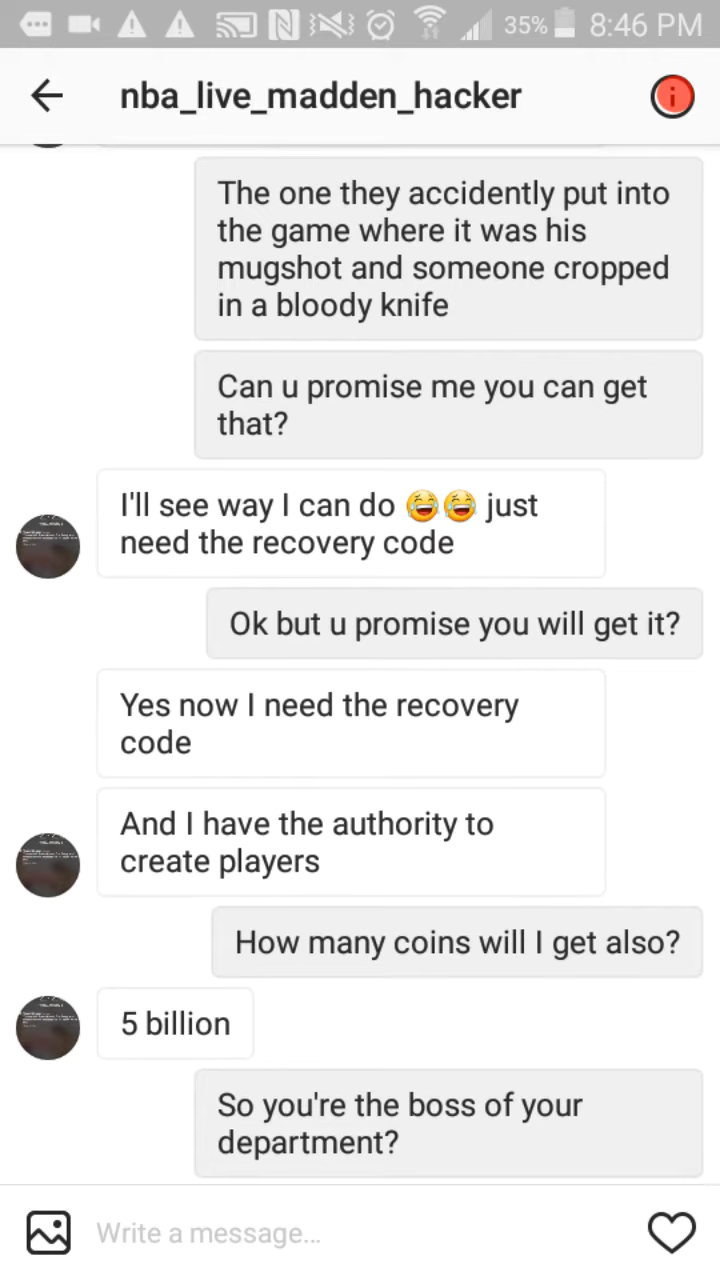 35% 8:46 PM
nba_live_madden_hacker
The one they accidently put into
the game where it was his
mugshot and someone cropped
in a bloody knife
Can u promise me you can get
that?
I'll see way I can do 😂😂 just
need the recovery code
Ok but u promise you will get it?
Yes now I need the recovery
code
And I have the authority to
create players
How many coins will I get also?
5 billion
So you're the boss of your
department?
Write a message...